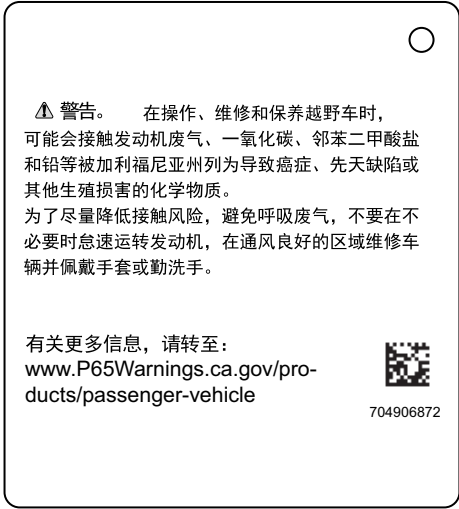 ⚠ 警告。 在操作、维修和保养越野车时，
可能会接触发动机废气、一氧化碳、邻苯二甲酸盐
和铅等被加利福尼亚州列为导致癌症、先天缺陷或
其他生殖损害的化学物质。
为了尽量降低接触风险，避免呼吸废气，不要在不
必要时怠速运转发动机，在通风良好的区域维修车
辆并佩戴手套或勤洗手。
有关更多信息，请转至：
www.P65Warnings.ca.gov/pro-
ducts/passenger-vehicle
704906872